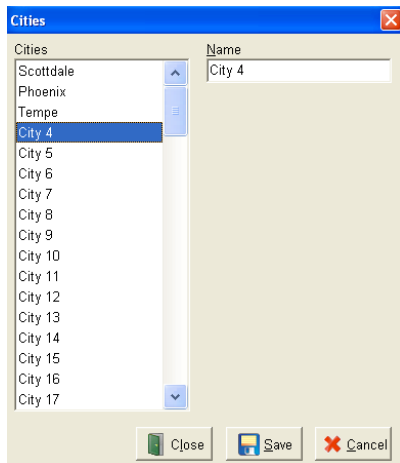 Cities
Cities
Scottdale
Phoenix
Tempe
City 4
City 5
City 6
City 7
City 8
City 9
City 10
City 11
City 12
City 13
City 14
City 15
City 16
City 17
Name
City 4
Close
Save
Cancel